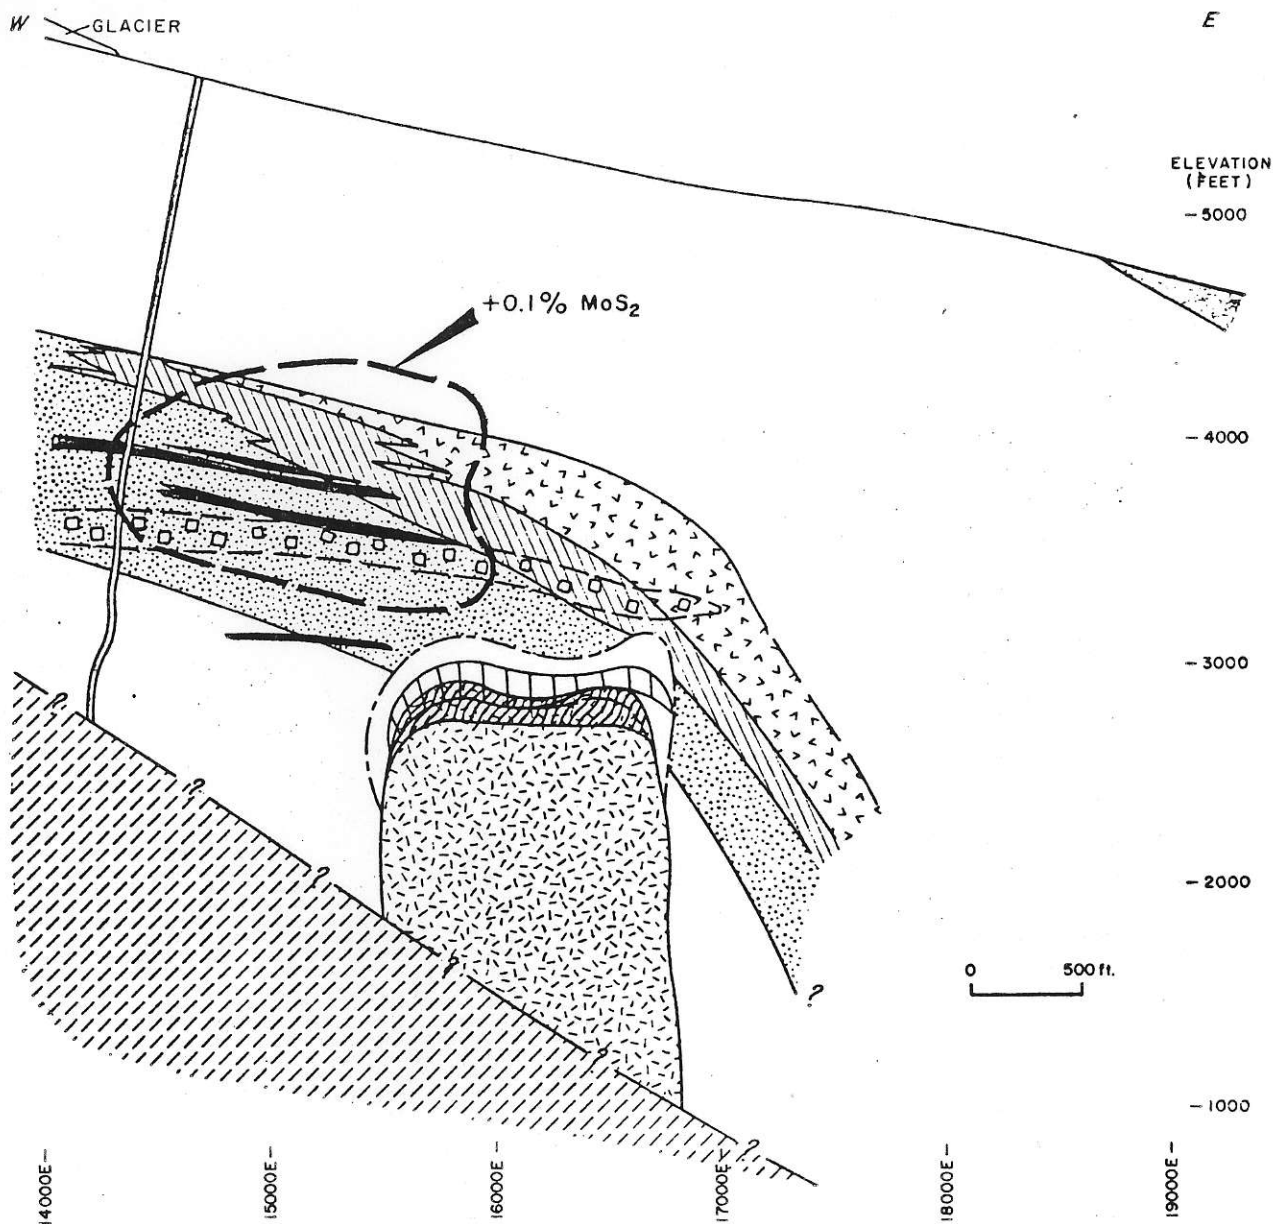 W
GLACIER
E
ELEVATION
(FEET)
-5000
+0.1% MoS₂
-4000
-3000
-2000
0 500 ft.
?
?
?
?
?
?
?
-1000
14000E-
15000E-
16000E-
17000E-
18000E-
19000E-